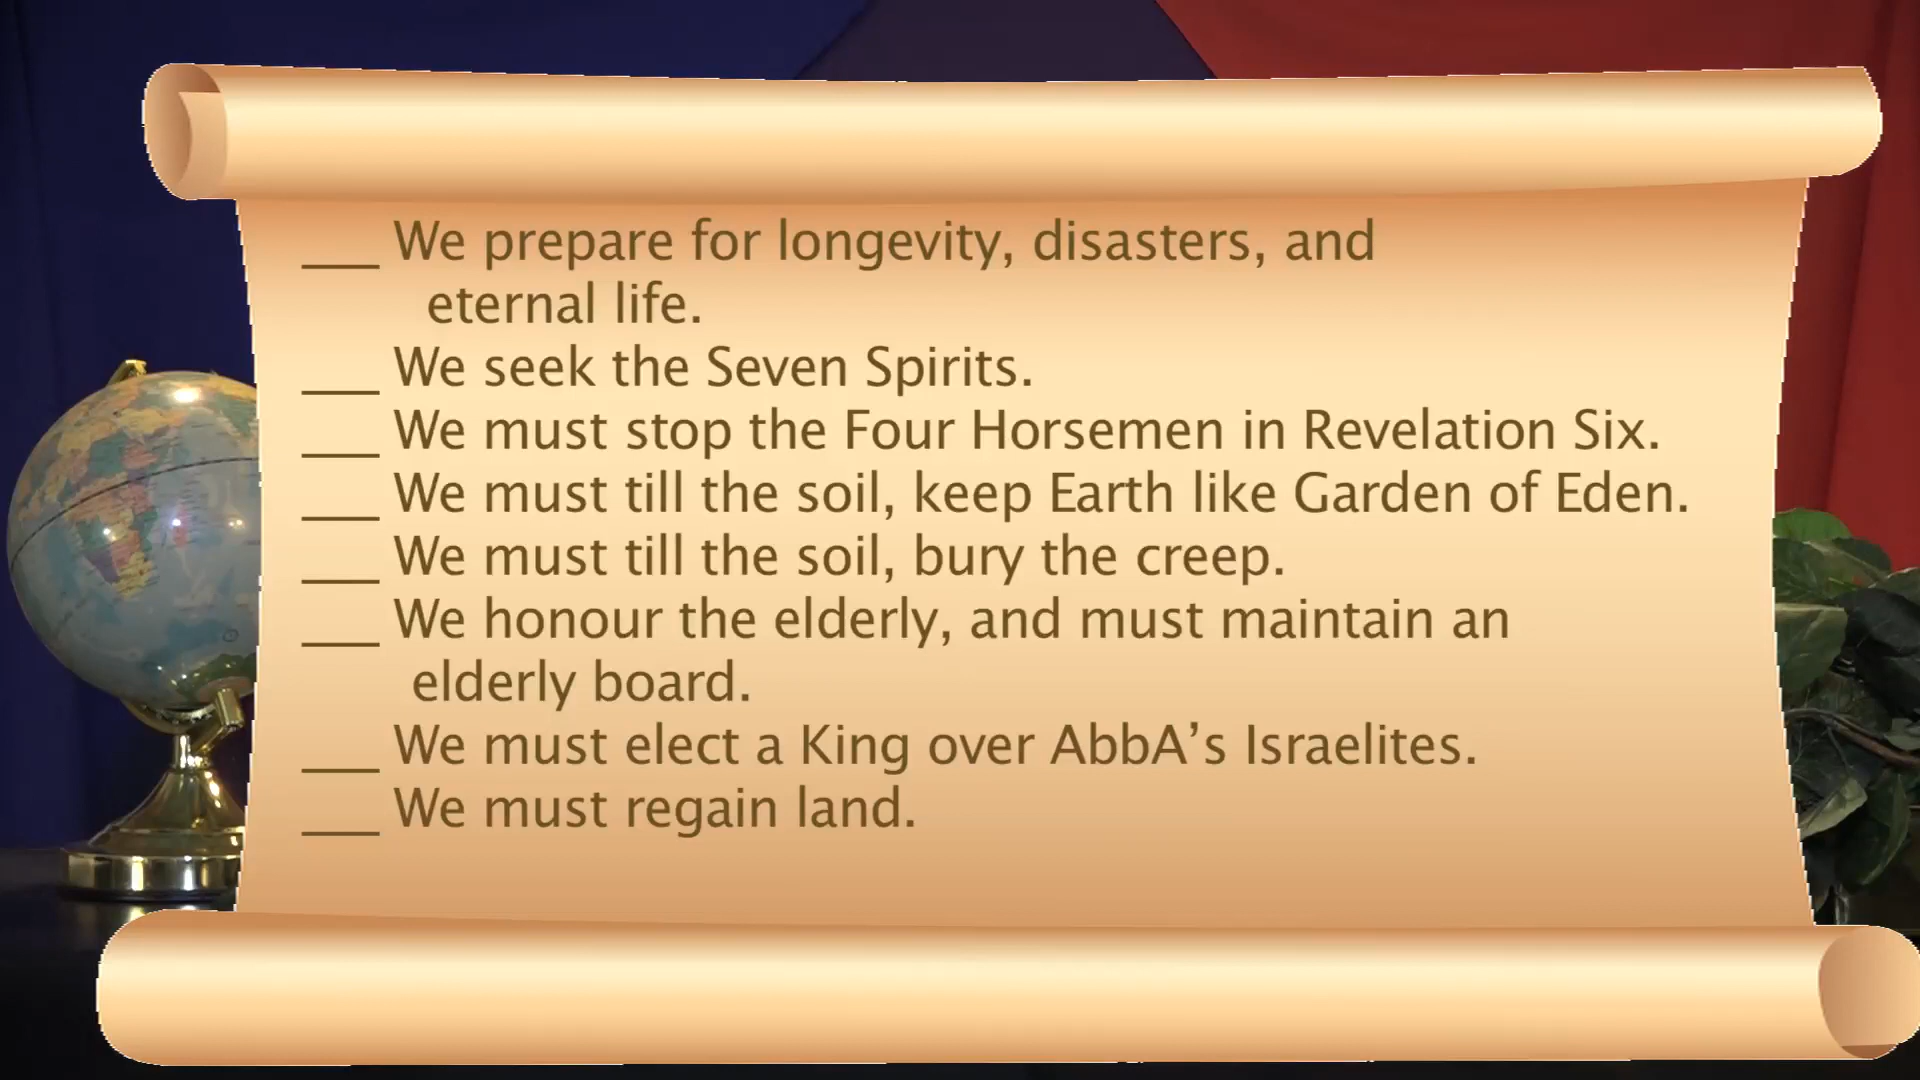 ___ We prepare for longevity, disasters, and
eternal life.
___ We seek the Seven Spirits.
___ We must stop the Four Horsemen in Revelation Six.
___ We must till the soil, keep Earth like Garden of Eden.
___ We must till the soil, bury the creep.
___ We honour the elderly, and must maintain an
elderly board.
___ We must elect a King over AbbA’s Israelites.
___ We must regain land.